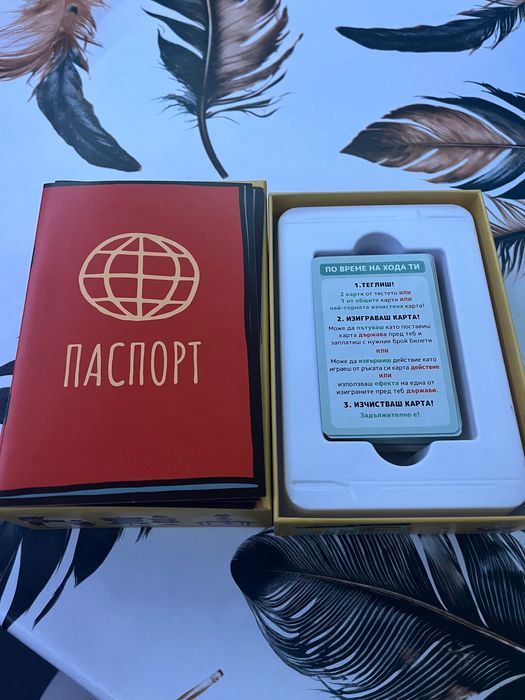 ПАСПОРТ
ПО ВРЕМЕ НА ХОДА ТИ
1.ТЕГЛИШ!
2 карти от тестето ИЛИ
1 от общите карти ИЛИ
най-горната изчистена карта!
2. ИЗИГРАВАШ КАРТА!
Може да пътуваш като поставиш
карта държава пред теб и
заплатиш с нужния брой билети
ИЛИ
Може да извършиш действие като
играеш от ръката си карта действие
ИЛИ
използваш ефекта на една от
изиграните пред теб държави.
3. ИЗЧИСТВАШ КАРТА!
Задължително е!